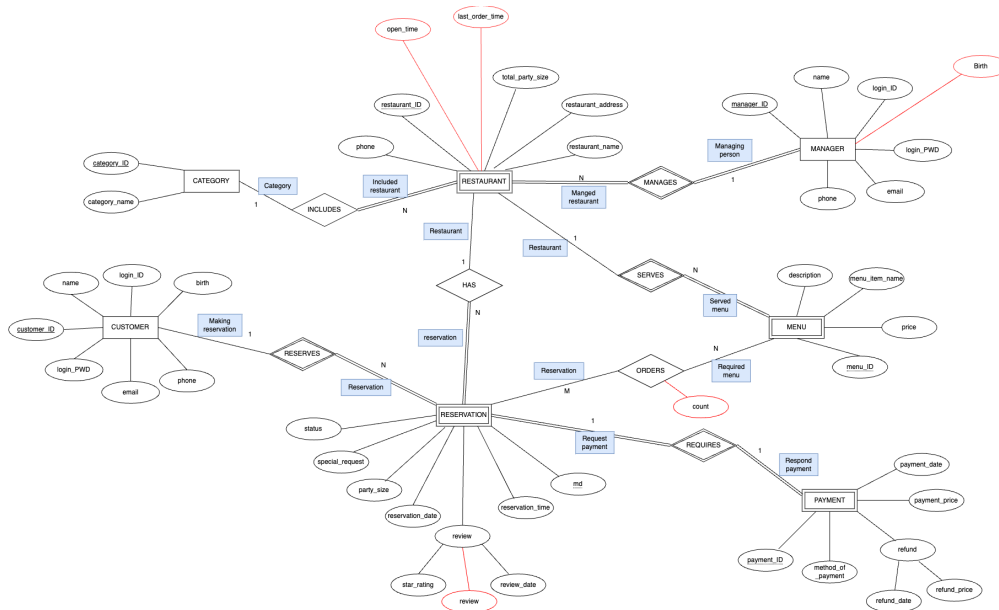 last_order_time
open_time
Birth
total_party_size
name
login_ID
restaurant_ID
restaurant_address
manager_ID
phone
restaurant_name
Managing
person
MANAGER
login_PWD
category_ID
CATEGORY
Category
Included
restaurant
RESTAURANT
N
MANAGES
1
Manged
restaurant
phone
email
category_name
1
INCLUDES
N
Restaurant
Restaurant
1
1
SERVES
N
description
menu_item_name
login_ID
name
birth
HAS
Served
menu
customer_ID
CUSTOMER
Making
reservation
1
N
MENU
price
reservation
RESERVES
login_PWD
phone
email
N
Reservation
Reservation
M
ORDERS
N
Required
menu
menu_ID
count
RESERVATION
status
1
Request
payment
REQUIRES
1
Respond
payment
special_request
party_size
reservation_date
reservation_time
md
payment_date
PAYMENT
payment_price
review
star_rating
review_date
review
payment_ID
method_of
_payment
refund
refund_date
refund_price